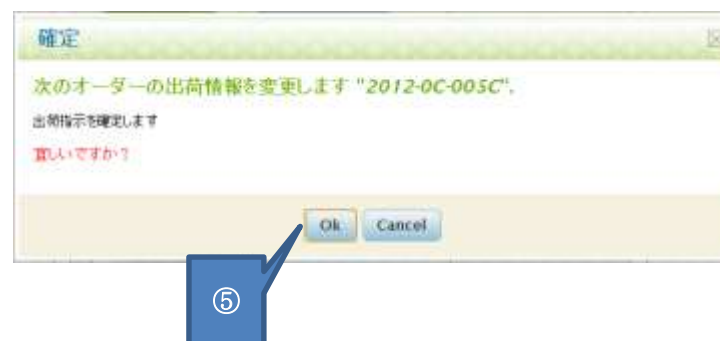 確定
次のオーダーの出荷情報を変更します "2012-0C-005C".
出荷指示を確定します
宜しいですか?
Ok Cancel
⑤